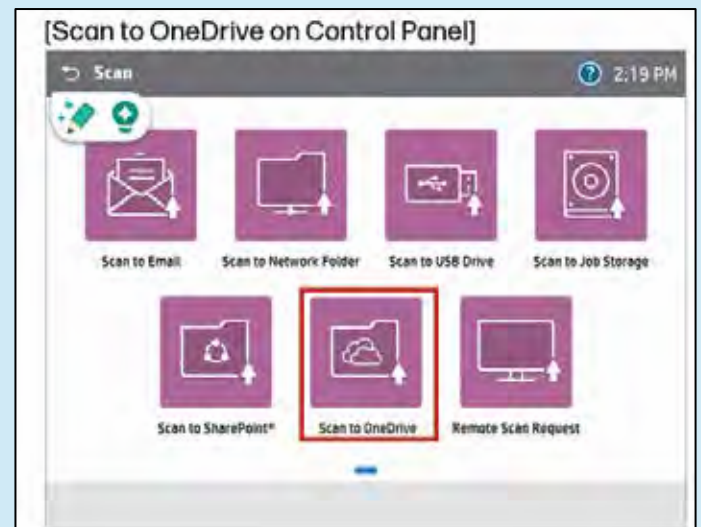 [Scan to OneDrive on Control Panel]
Scan
? 2:19 PM
Scan to Email Scan to Network Folder Scan to USB Drive Scan to Job Storage
Scan to SharePoint® Scan to OneDrive Remote Scan Request